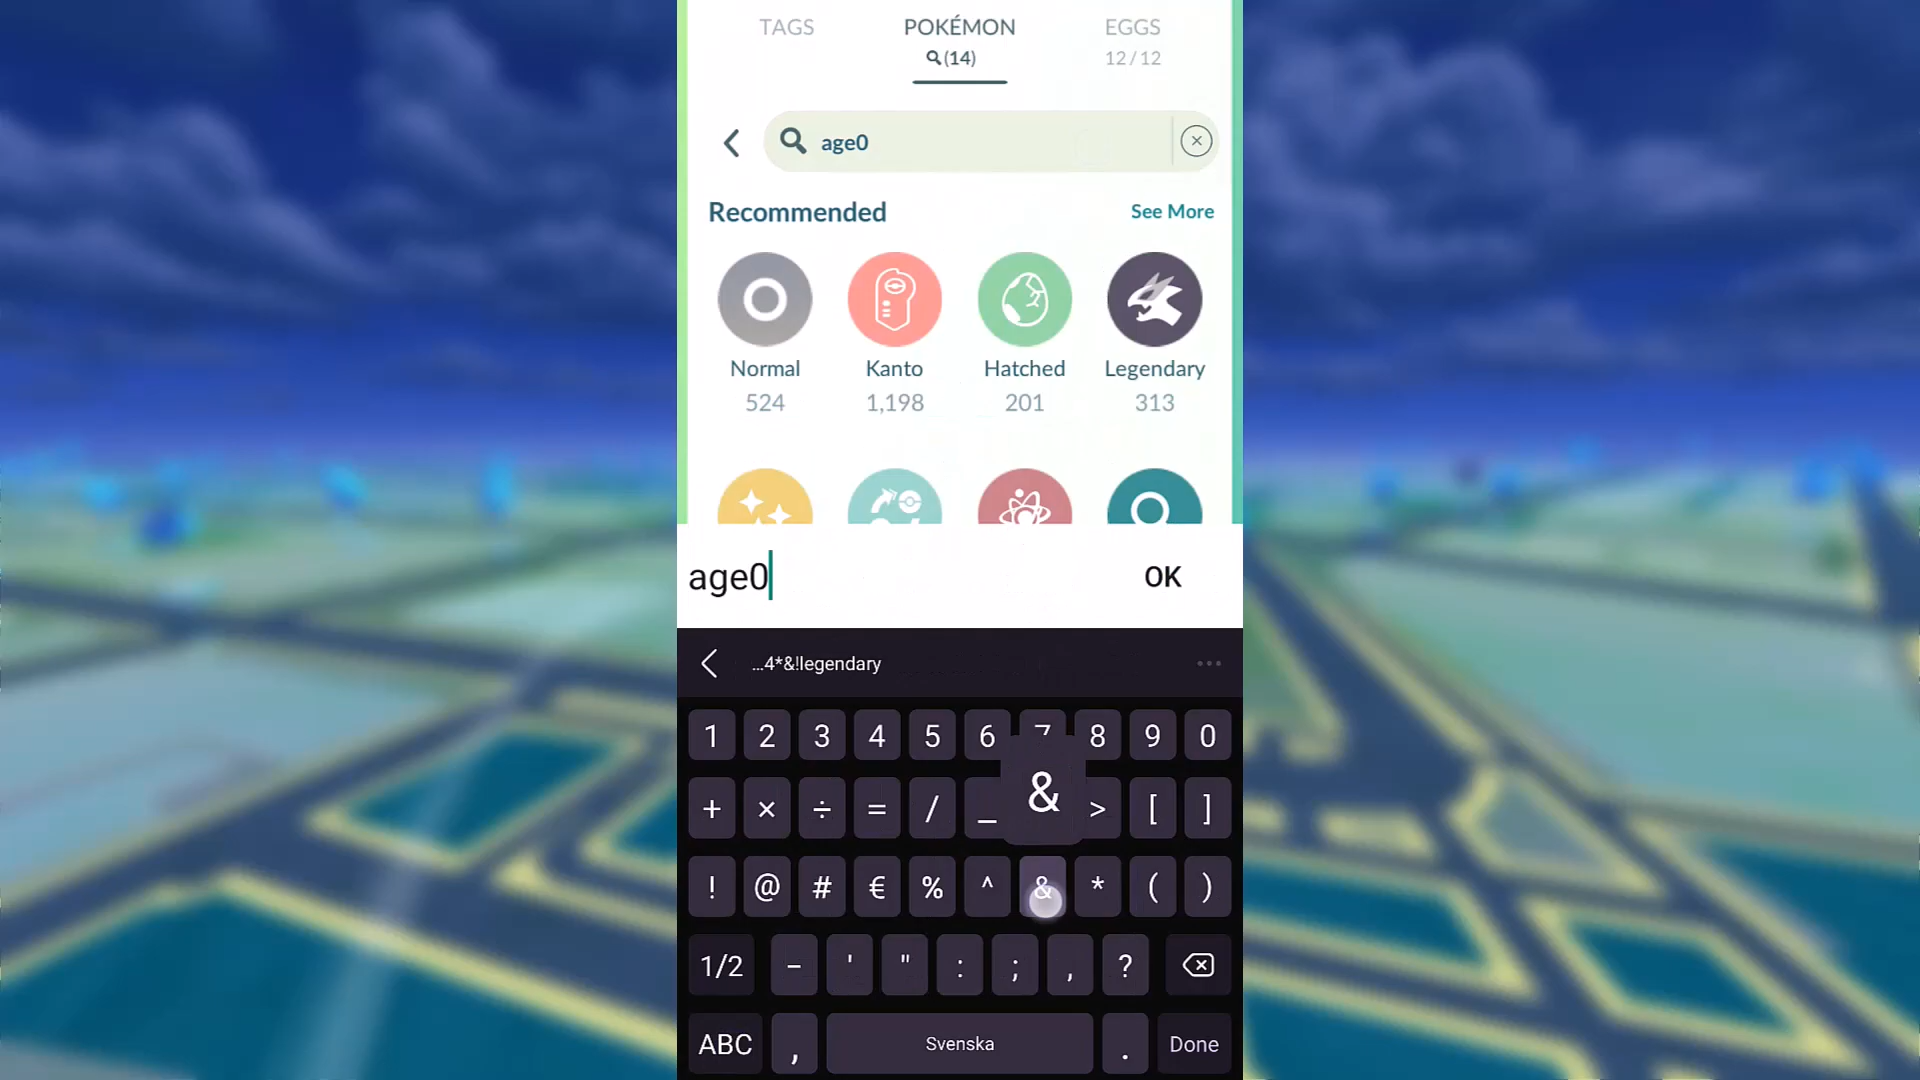 TAGS POKÉMON EGGS
(14) 12/12
age0
Recommended See More
Normal Kanto Hatched Legendary
524 1,198 201 313
age0 OK
...4*&!legendary ...
1 2 3 4 5 6 7 8 9 0
&
+ × ÷ = / _ > [ ]
! @ # € % ^ & * ( )
1/2 - ' " : ; , ?
ABC , Svenska . Done